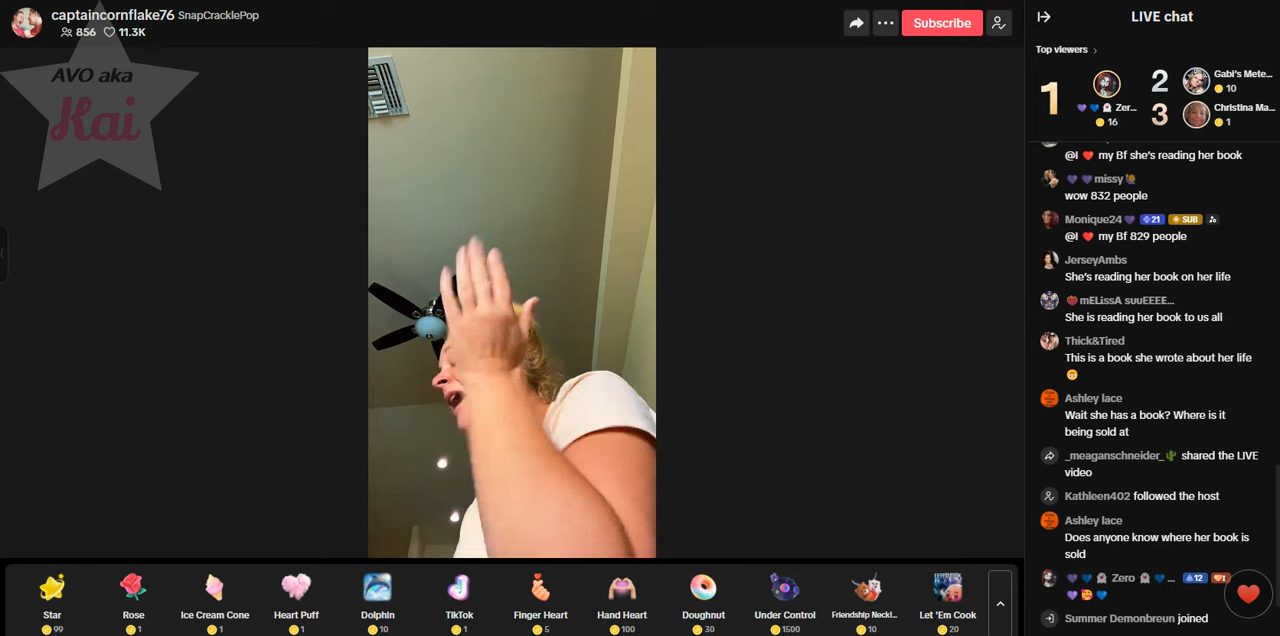 captaincornflake76 SnapCracklePop
856 11.3K
Subscribe
AVO aka
Kai
LIVE chat
Top viewers
1
Zer...
16
2
Gabi's Mete...
10
3
Christina Ma...
1
@I ❤️ my Bf she's reading her book
💜💜missy
wow 832 people
Monique24💜 21 SUB
@I ❤️ my Bf 829 people
JerseyAmbs
She's reading her book on her life
🍓mELissA suuEEEE...
She is reading her book to us all
Thick&Tired
This is a book she wrote about her life
🙃
Ashley lace
Wait she has a book? Where is it
being sold at
_meaganschneider_🌵 shared the LIVE
video
Kathleen402 followed the host
Ashley lace
Does anyone know where her book is
sold
💜💙👻 Zero 👻💙... 12 1
💜🥰💙
Summer Demonbreun joined
Star
99
Rose
1
Ice Cream Cone
1
Heart Puff
1
Dolphin
10
TikTok
1
Finger Heart
5
Hand Heart
100
Doughnut
30
Under Control
1500
Friendship Neckl...
10
Let 'Em Cook
20